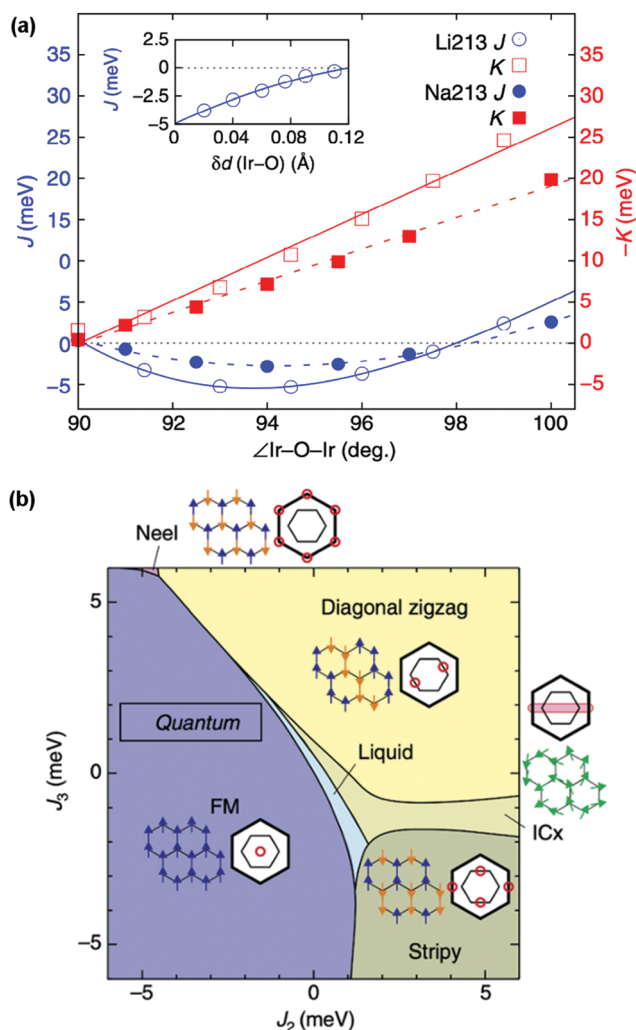 (a)
J (meV)
35
30
25
20
15
0
5
0
−5
J (meV)
2.5
0
−2.5
−5
0 0.04 0.08 0.12
δd (Ir–O) (Å)
Li213 J
K
Na213 J
K
35
30
25
20
15
10
5
0
−5
−K (meV)
90 92 94 96 98 100
∠Ir–O–Ir (deg.)
(b)
Neel
Diagonal zigzag
Quantum
Liquid
FM
ICx
Stripy
J3 (meV)
5
0
−5
−5 0 5
J2 (meV)